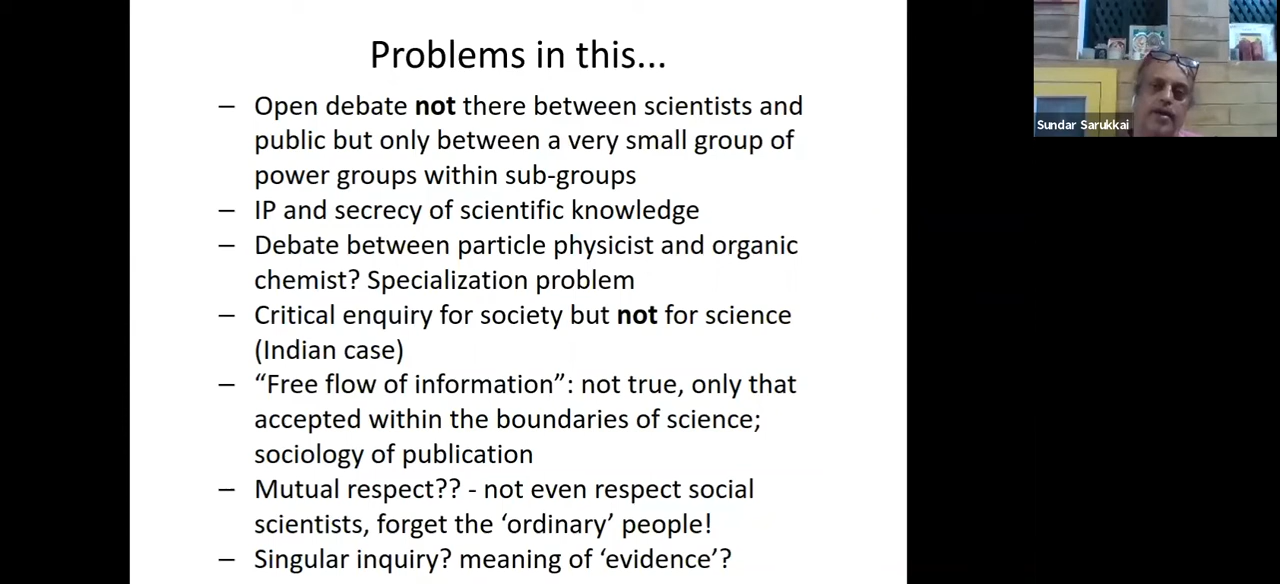 Problems in this...
– Open debate not there between scientists and
public but only between a very small group of
power groups within sub-groups
– IP and secrecy of scientific knowledge
– Debate between particle physicist and organic
chemist? Specialization problem
– Critical enquiry for society but not for science
(Indian case)
– “Free flow of information”: not true, only that
accepted within the boundaries of science;
sociology of publication
– Mutual respect?? - not even respect social
scientists, forget the ‘ordinary’ people!
– Singular inquiry? meaning of ‘evidence’?
Sundar Sarukkai